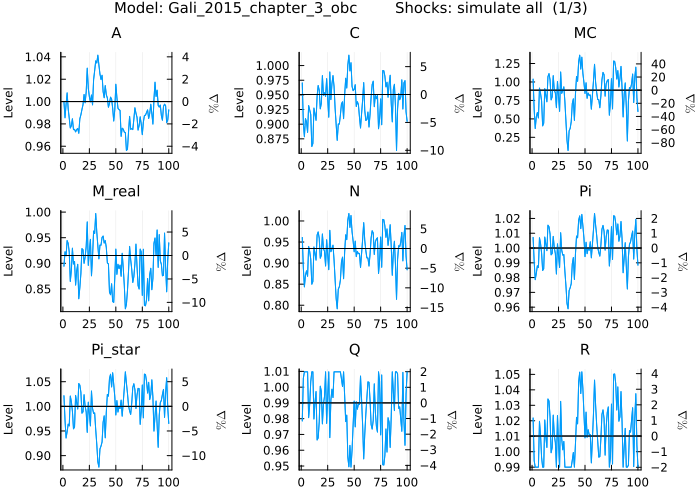 Model: Gali_2015_chapter_3_obc Shocks: simulate all (1/3)
A C MC
Level 1.04 1.02 1.00 0.98 0.96 4 2 0 −2 −4 %Δ 0 25 50 75 100
Level 1.000 0.975 0.950 0.925 0.900 0.875 5 0 −5 −10 %Δ 0 25 50 75 100
Level 1.25 1.00 0.75 0.50 0.25 40 20 0 −20 −40 −60 −80 %Δ 0 25 50 75 100
M_real N Pi
Level 1.00 0.95 0.90 0.85 5 0 −5 −10 %Δ 0 25 50 75 100
Level 1.00 0.95 0.90 0.85 0.80 5 0 −5 −10 −15 %Δ 0 25 50 75 100
Level 1.02 1.01 1.00 0.99 0.98 0.97 0.96 2 1 0 −1 −2 −3 −4 %Δ 0 25 50 75 100
Pi_star Q R
Level 1.05 1.00 0.95 0.90 5 0 −5 −10 %Δ 0 25 50 75 100
Level 1.01 1.00 0.99 0.98 0.97 0.96 0.95 2 1 0 −1 −2 −3 −4 %Δ 0 25 50 75 100
Level 1.05 1.04 1.03 1.02 1.01 1.00 0.99 4 3 2 1 0 −1 −2 %Δ 0 25 50 75 100